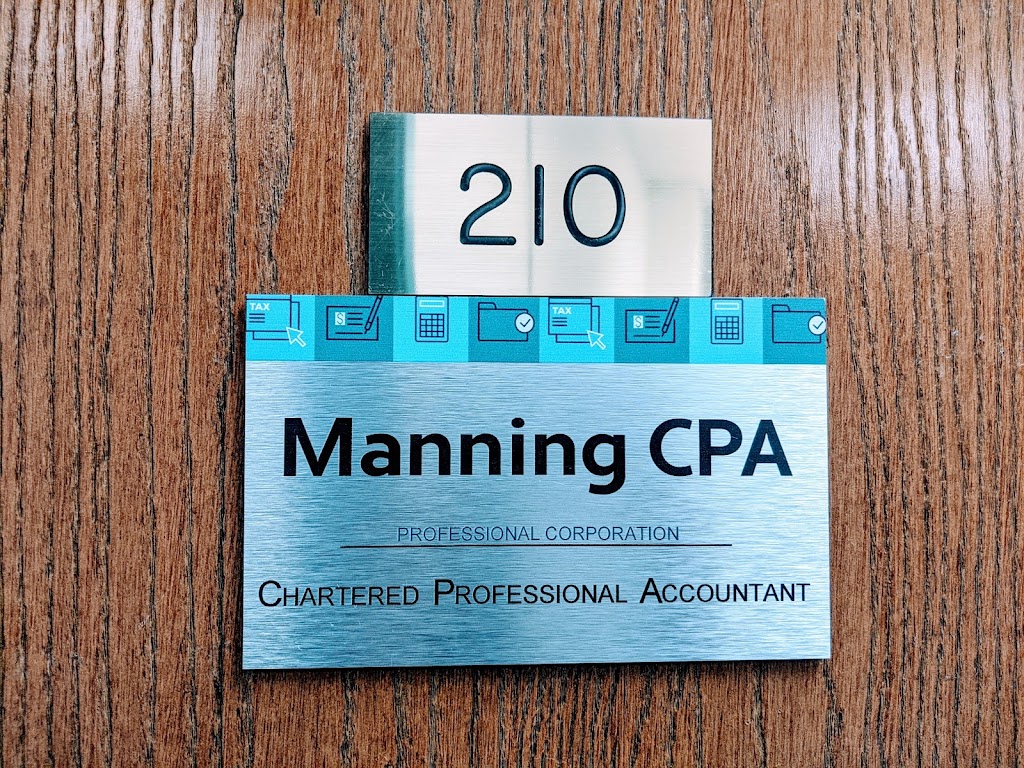 210
TAX
$
TAX
$
Manning CPA
PROFESSIONAL CORPORATION
CHARTERED PROFESSIONAL ACCOUNTANT